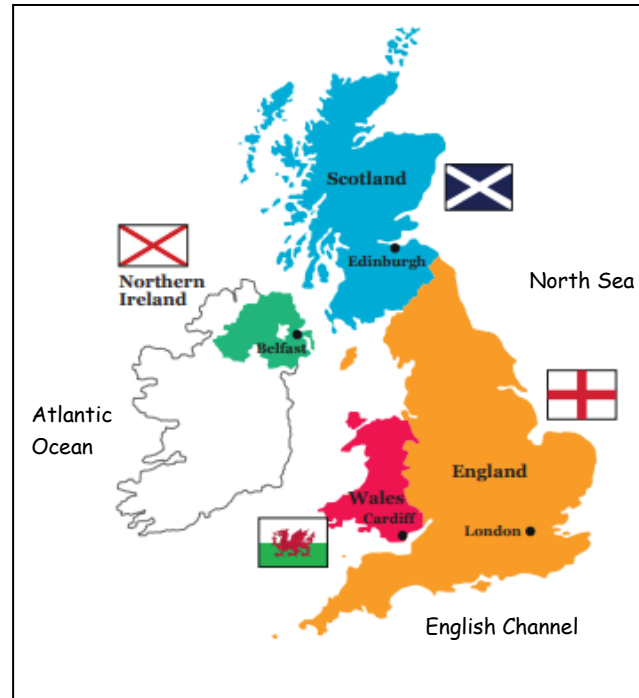 Scotland
Edinburgh
Northern
Ireland
North Sea
Belfast
Atlantic
Ocean
England
Wales
Cardiff
London
English Channel